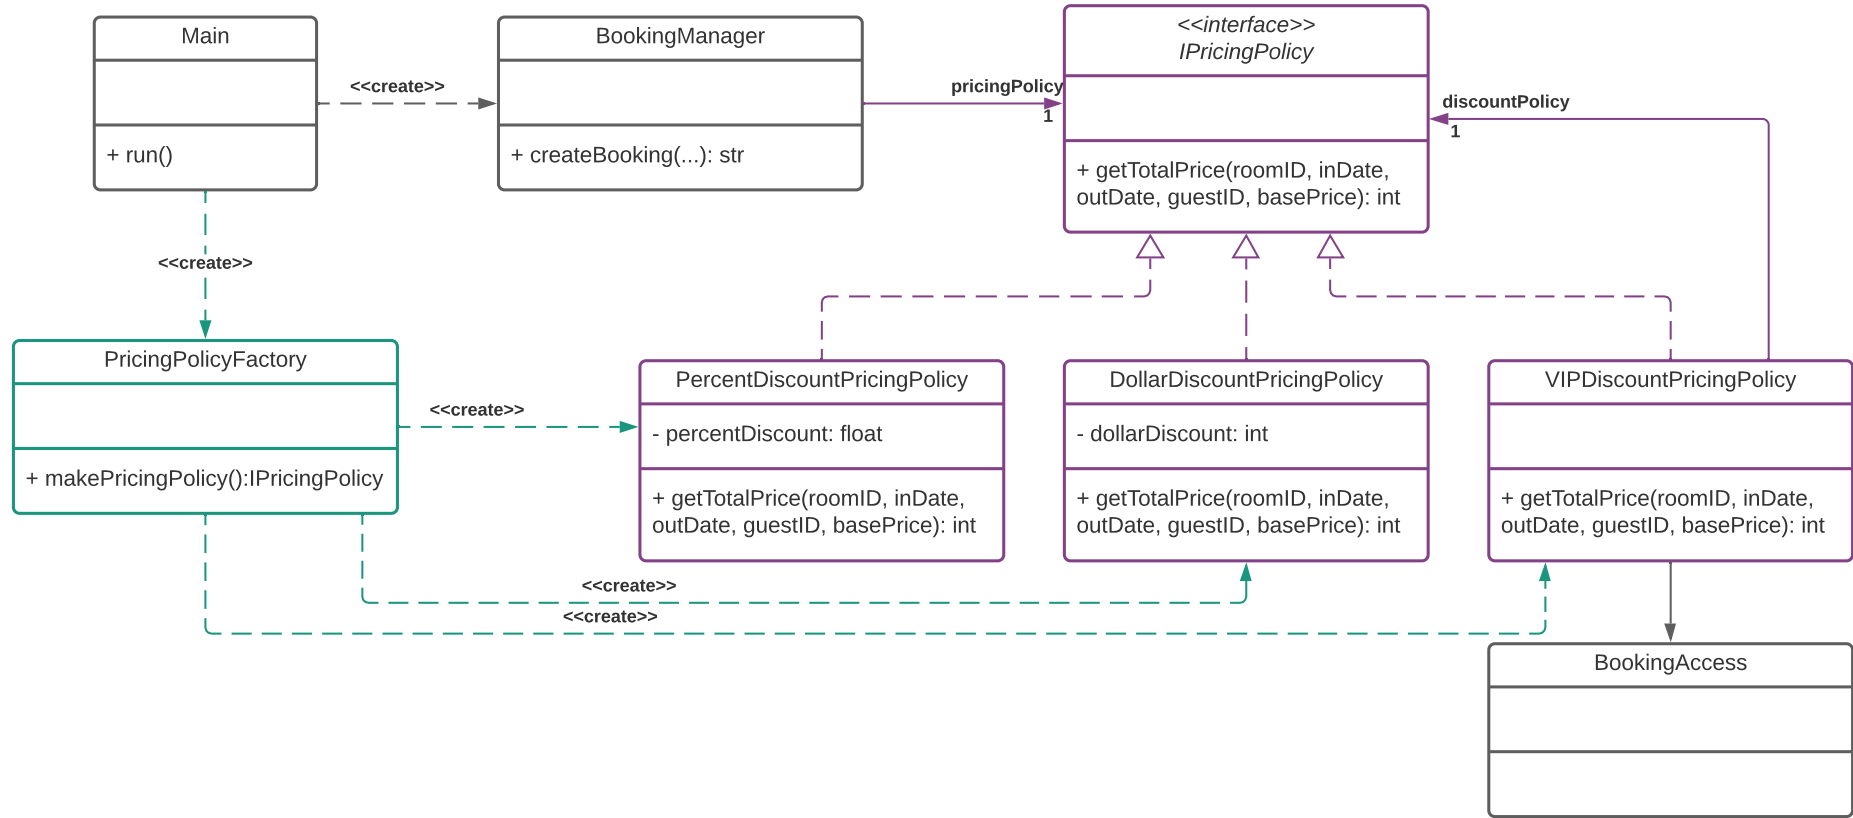 Main
+ run()
<<create>>
BookingManager
+ createBooking(...): str
pricingPolicy
1
<<interface>>
IPricingPolicy
+ getTotalPrice(roomID, inDate,
outDate, guestID, basePrice): int
discountPolicy
1
<<create>>
PricingPolicyFactory
+ makePricingPolicy():IPricingPolicy
<<create>>
PercentDiscountPricingPolicy
- percentDiscount: float
+ getTotalPrice(roomID, inDate,
outDate, guestID, basePrice): int
DollarDiscountPricingPolicy
- dollarDiscount: int
+ getTotalPrice(roomID, inDate,
outDate, guestID, basePrice): int
VIPDiscountPricingPolicy
+ getTotalPrice(roomID, inDate,
outDate, guestID, basePrice): int
<<create>>
<<create>>
BookingAccess